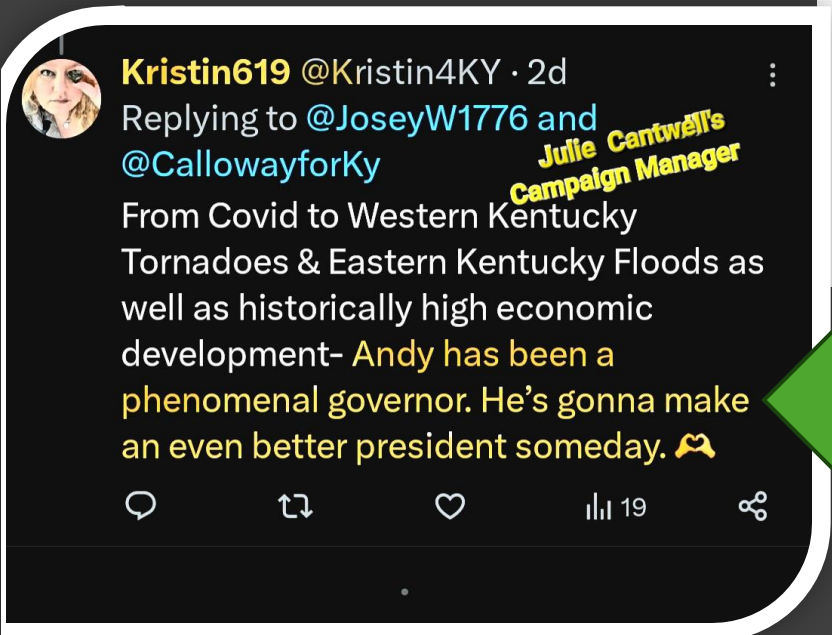 Kristin619 @Kristin4KY · 2d
Replying to @JoseyW1776 and
@CallowayforKy
Julie Cantwell's
Campaign Manager
From Covid to Western Kentucky
Tornadoes & Eastern Kentucky Floods as
well as historically high economic
development- Andy has been a
phenomenal governor. He’s gonna make
an even better president someday. 🫶
19